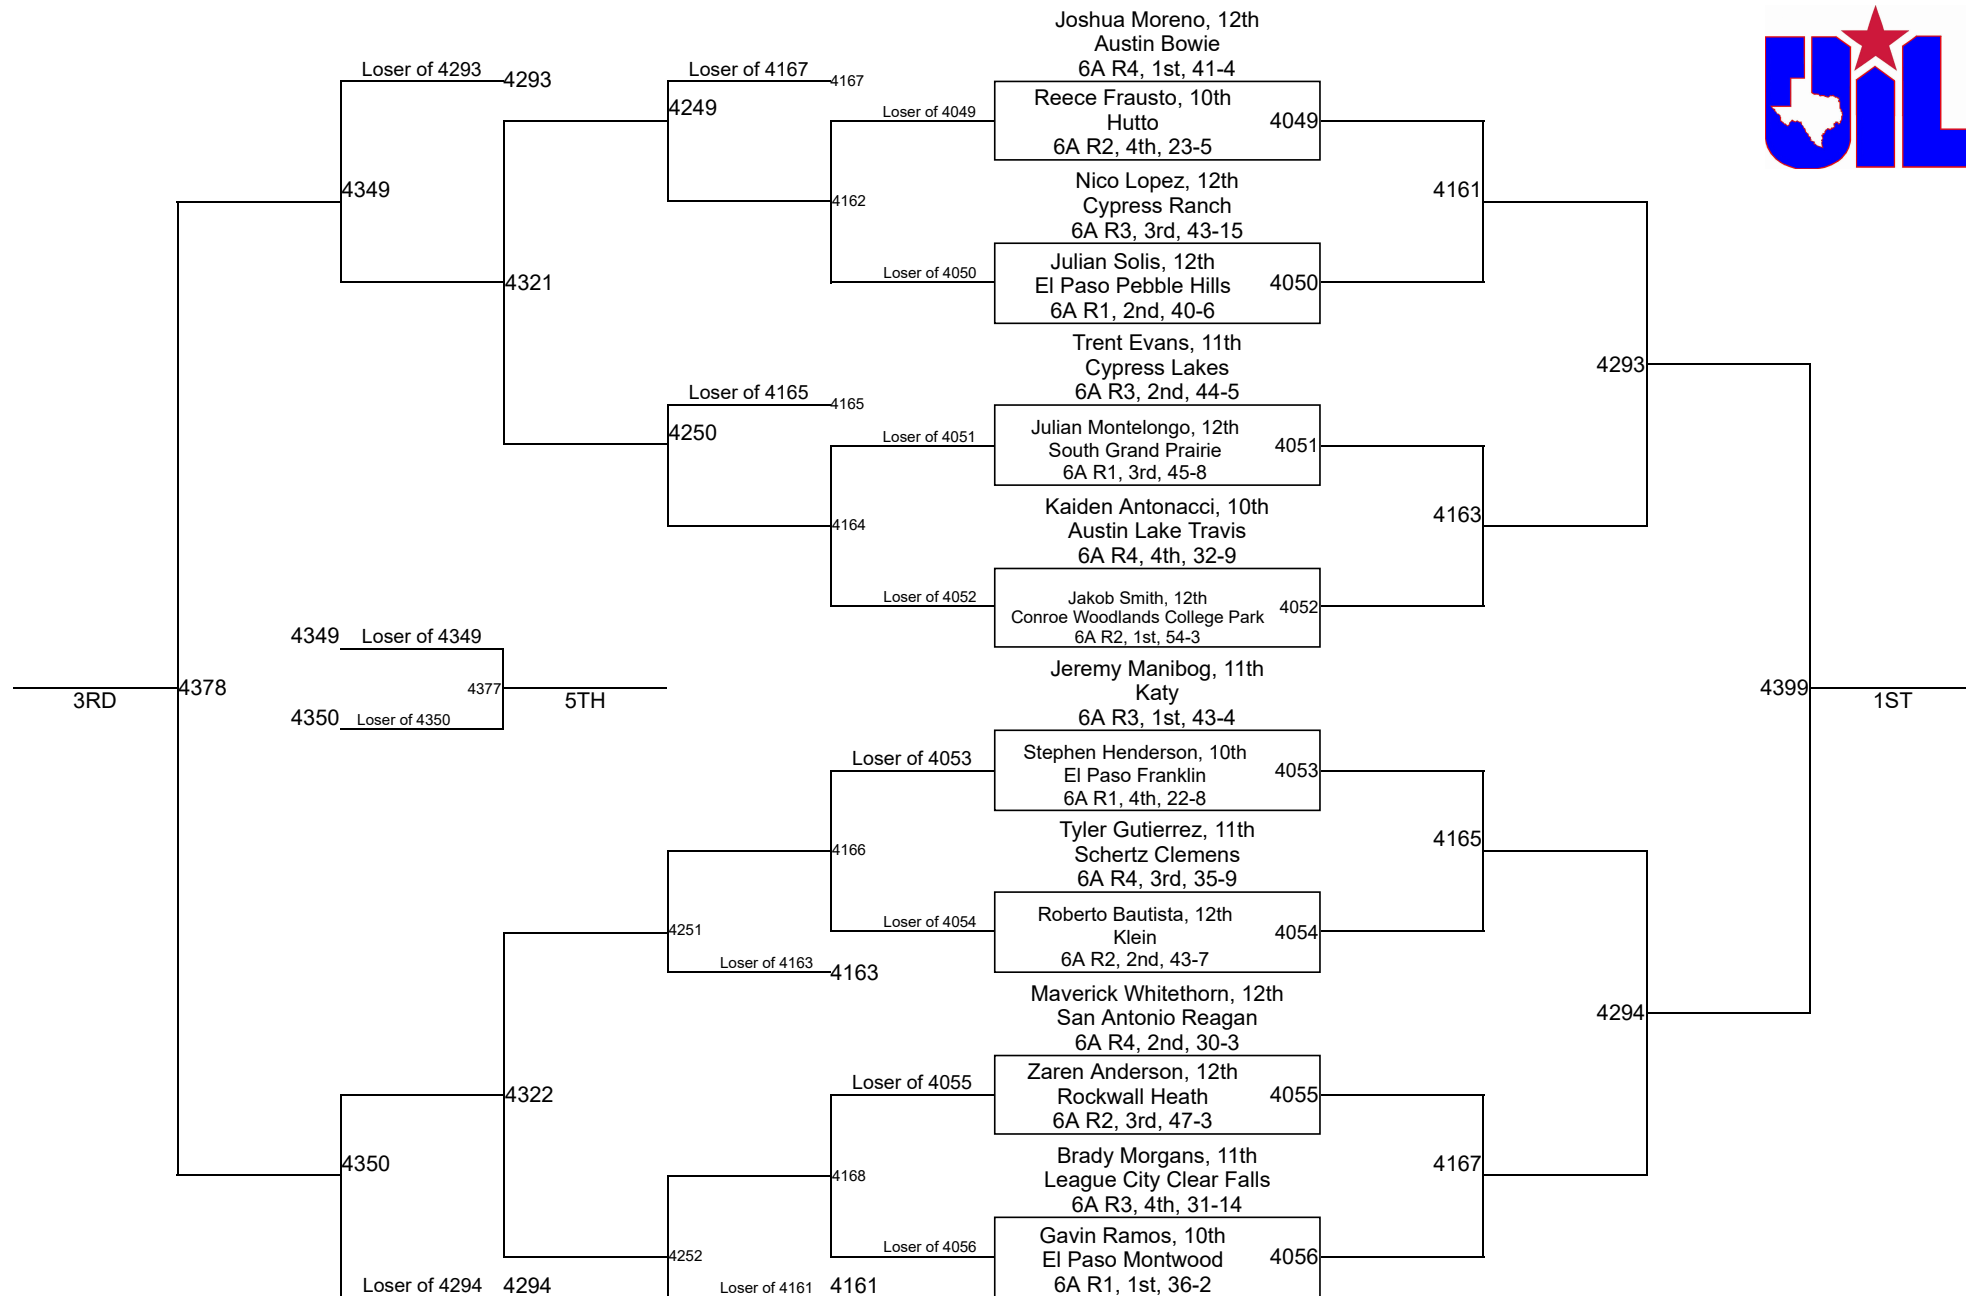 Joshua Moreno, 12th
Austin Bowie
6A R4, 1st, 41-4
Loser of 4293 4293
Loser of 4167 4167
4249
Loser of 4049
Reece Frausto, 10th
Hutto
6A R2, 4th, 23-5
4049
UIL
Nico Lopez, 12th
Cypress Ranch
6A R3, 3rd, 43-15
4349
4162
4161
Loser of 4050
Julian Solis, 12th
El Paso Pebble Hills
6A R1, 2nd, 40-6
4050
4321
Trent Evans, 11th
Cypress Lakes
6A R3, 2nd, 44-5
4293
Loser of 4165 4165
4250
Loser of 4051
Julian Montelongo, 12th
South Grand Prairie
6A R1, 3rd, 45-8
4051
Kaiden Antonacci, 10th
Austin Lake Travis
6A R4, 4th, 32-9
4164
4163
Loser of 4052
Jakob Smith, 12th
Conroe Woodlands College Park
6A R2, 1st, 54-3
4052
4349 Loser of 4349
3RD
4378
4377
5TH
4350 Loser of 4350
Jeremy Manibog, 11th
Katy
6A R3, 1st, 43-4
4399
1ST
Loser of 4053
Stephen Henderson, 10th
El Paso Franklin
6A R1, 4th, 22-8
4053
Tyler Gutierrez, 11th
Schertz Clemens
6A R4, 3rd, 35-9
4166
4165
4251
Loser of 4054
Roberto Bautista, 12th
Klein
6A R2, 2nd, 43-7
4054
Loser of 4163 4163
Maverick Whitethorn, 12th
San Antonio Reagan
6A R4, 2nd, 30-3
4294
4322
Loser of 4055
Zaren Anderson, 12th
Rockwall Heath
6A R2, 3rd, 47-3
4055
Brady Morgans, 11th
League City Clear Falls
6A R3, 4th, 31-14
4350
4168
4167
4252
Loser of 4056
Gavin Ramos, 10th
El Paso Montwood
6A R1, 1st, 36-2
4056
Loser of 4294 4294
Loser of 4161 4161